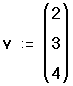 v := (2
3
4)